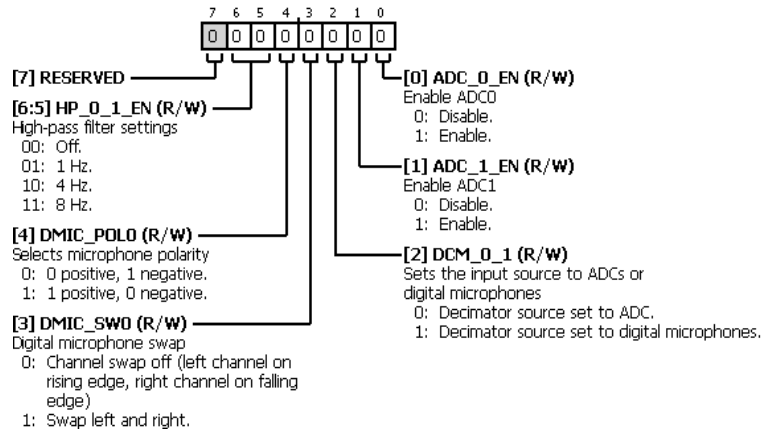 7 6 5 4 3 2 1 0
0 0 0 0 0 0 0 0
[7] RESERVED
[6:5] HP_0_1_EN (R/W)
High-pass filter settings
00: Off.
01: 1 Hz.
10: 4 Hz.
11: 8 Hz.
[4] DMIC_POL0 (R/W)
Selects microphone polarity
0: 0 positive, 1 negative.
1: 1 positive, 0 negative.
[3] DMIC_SW0 (R/W)
Digital microphone swap
0: Channel swap off (left channel on
rising edge, right channel on falling
edge)
1: Swap left and right.
[0] ADC_0_EN (R/W)
Enable ADC0
0: Disable.
1: Enable.
[1] ADC_1_EN (R/W)
Enable ADC1
0: Disable.
1: Enable.
[2] DCM_0_1 (R/W)
Sets the input source to ADCs or
digital microphones
0: Decimator source set to ADC.
1: Decimator source set to digital microphones.